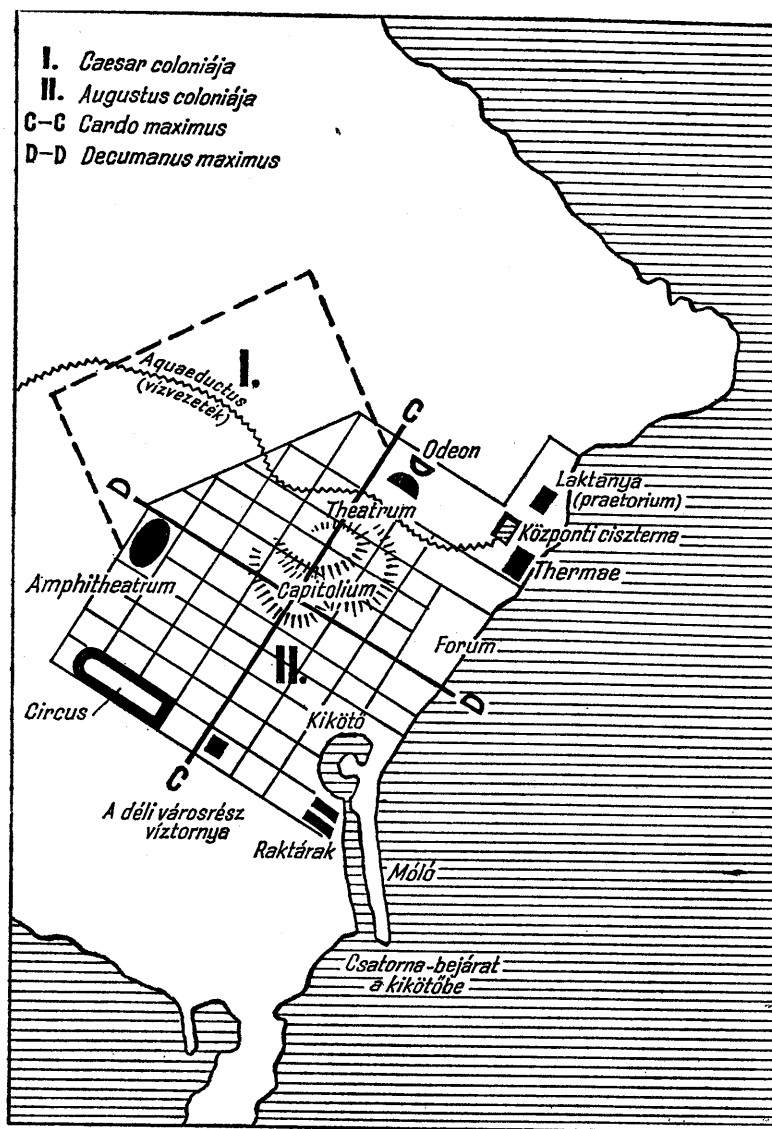 I. Caesar coloniája
II. Augustus coloniája
C–C Cardo maximus
D–D Decumanus maximus
Aquaeductus
(vízvezeték)
I.
C
Odeon
Laktanya
(praetorium)
D
Theatrum
Központi ciszterna
Thermae
Amphitheatrum
Capitolium
Forum
II.
D
Circus
Kikötő
C
A déli városrész
víztornya
Raktárak
Móló
Csatorna-bejárat
a kikötőbe